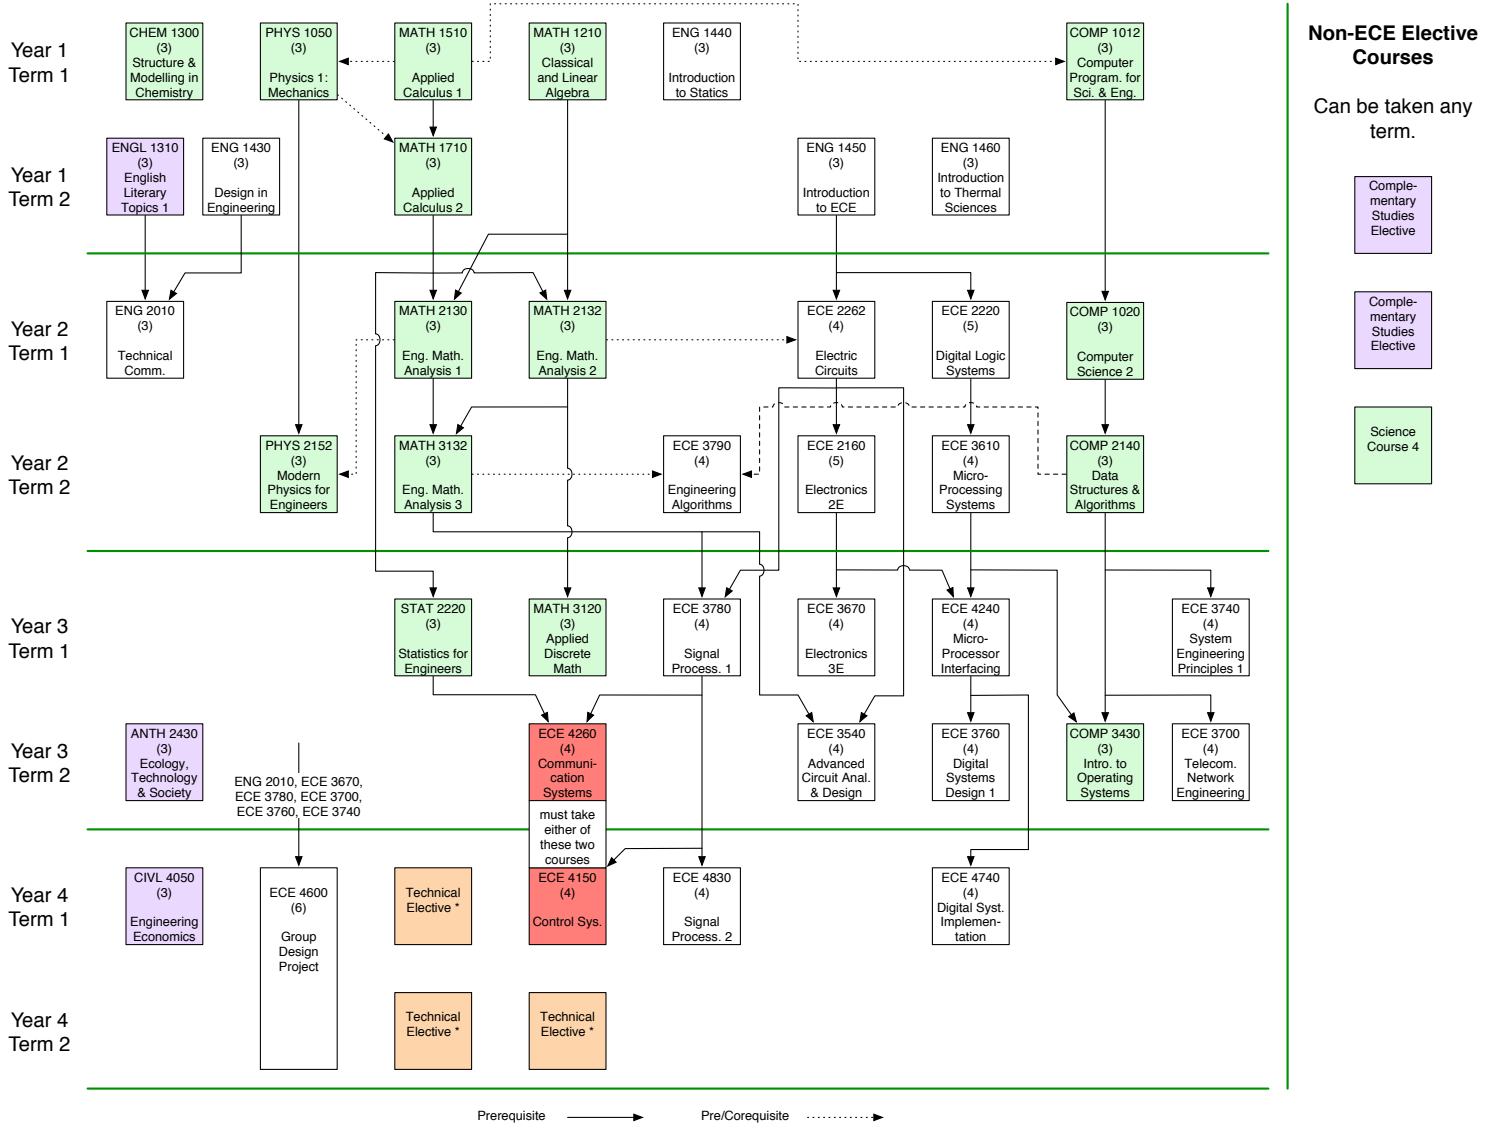 Year 1
Term 1
CHEM 1300
(3)
Structure &
Modelling in
Chemistry
PHYS 1050
(3)
Physics 1:
Mechanics
MATH 1510
(3)
Applied
Calculus 1
MATH 1210
(3)
Classical
and Linear
Algebra
ENG 1440
(3)
Introduction
to Statics
COMP 1012
(3)
Computer
Program. for
Sci. & Eng.
Non-ECE Elective
Courses
Can be taken any
term.
Comple-
mentary
Studies
Elective
Comple-
mentary
Studies
Elective
Science
Course 4
Year 1
Term 2
ENGL 1310
(3)
English
Literary
Topics 1
ENG 1430
(3)
Design in
Engineering
MATH 1710
(3)
Applied
Calculus 2
ENG 1450
(3)
Introduction
to ECE
ENG 1460
(3)
Introduction
to Thermal
Sciences
Year 2
Term 1
ENG 2010
(3)
Technical
Comm.
MATH 2130
(3)
Eng. Math.
Analysis 1
MATH 2132
(3)
Eng. Math.
Analysis 2
ECE 2262
(4)
Electric
Circuits
ECE 2220
(5)
Digital Logic
Systems
COMP 1020
(3)
Computer
Science 2
Year 2
Term 2
PHYS 2152
(3)
Modern
Physics for
Engineers
MATH 3132
(3)
Eng. Math.
Analysis 3
ECE 3790
(4)
Engineering
Algorithms
ECE 2160
(5)
Electronics
2E
ECE 3610
(4)
Micro-
Processing
Systems
COMP 2140
(3)
Data
Structures &
Algorithms
Year 3
Term 1
STAT 2220
(3)
Statistics for
Engineers
MATH 3120
(3)
Applied
Discrete
Math
ECE 3780
(4)
Signal
Process. 1
ECE 3670
(4)
Electronics
3E
ECE 4240
(4)
Micro-
Processor
Interfacing
ECE 3740
(4)
System
Engineering
Principles 1
Year 3
Term 2
ANTH 2430
(3)
Ecology,
Technology
& Society
ENG 2010, ECE 3670,
ECE 3780, ECE 3700,
ECE 3760, ECE 3740
ECE 4260
(4)
Communi-
cation
Systems
must take
either of
these two
courses
ECE 3540
(4)
Advanced
Circuit Anal.
& Design
ECE 3760
(4)
Digital
Systems
Design 1
COMP 3430
(3)
Intro. to
Operating
Systems
ECE 3700
(4)
Telecom.
Network
Engineering
Year 4
Term 1
CIVL 4050
(3)
Engineering
Economics
ECE 4600
(6)
Group
Design
Project
Technical
Elective *
ECE 4150
(4)
Control Sys.
ECE 4830
(4)
Signal
Process. 2
ECE 4740
(4)
Digital Syst.
Implemen-
tation
Year 4
Term 2
Technical
Elective *
Technical
Elective *
Prerequisite
Pre/Corequisite